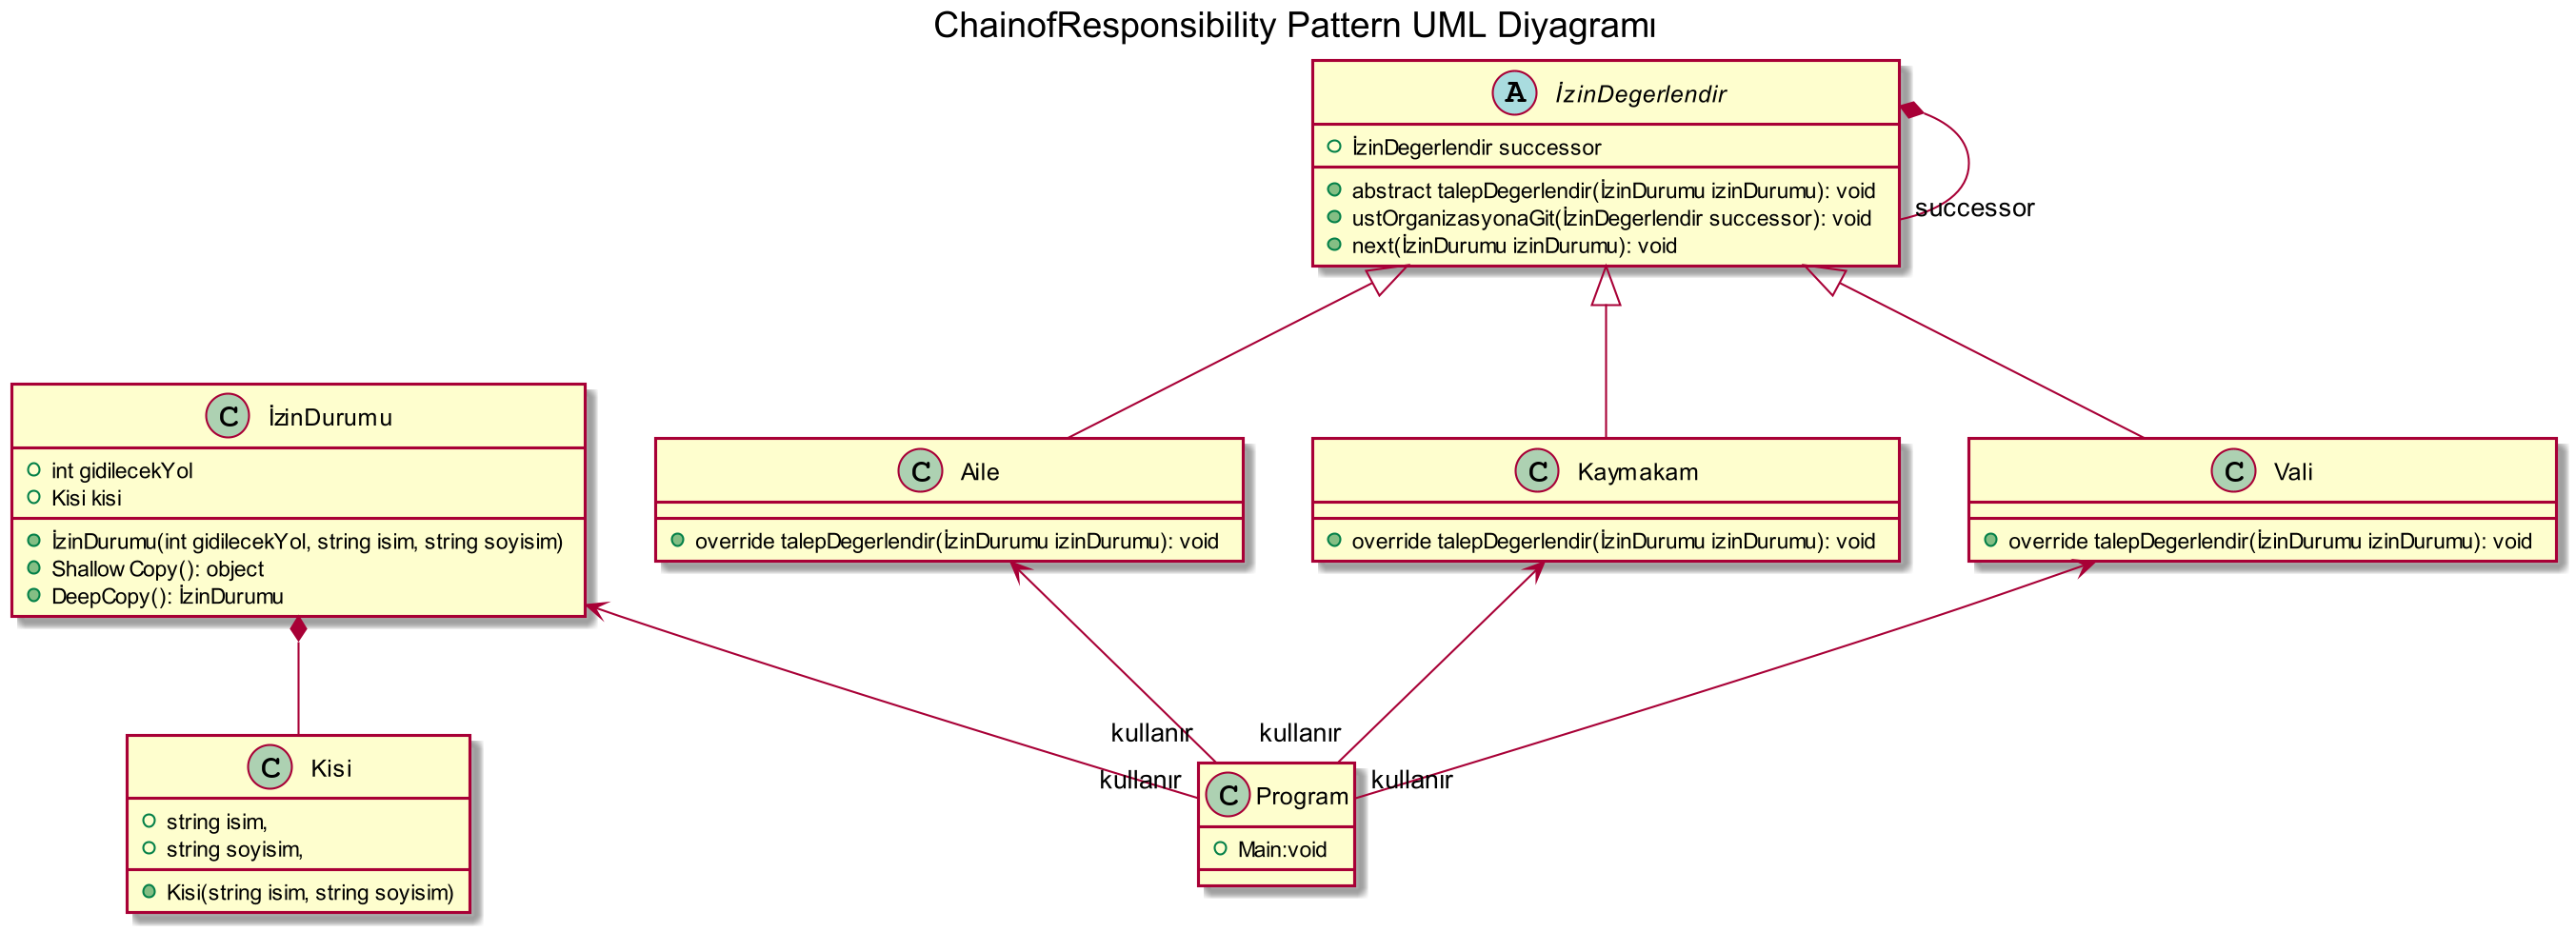 ChainofResponsibility Pattern UML Diyagramı
A İzinDegerlendir
İzinDegerlendir successor
abstract talepDegerlendir(İzinDurumu izinDurumu): void
ustOrganizasyonaGit(İzinDegerlendir successor): void
next(İzinDurumu izinDurumu): void
successor
C İzinDurumu
int gidilecekYol
Kisi kisi
İzinDurumu(int gidilecekYol, string isim, string soyisim)
Shallow Copy(): object
DeepCopy(): İzinDurumu
C Aile
override talepDegerlendir(İzinDurumu izinDurumu): void
C Kaymakam
override talepDegerlendir(İzinDurumu izinDurumu): void
C Vali
override talepDegerlendir(İzinDurumu izinDurumu): void
kullanır
kullanır
kullanır
kullanır
C Kisi
string isim,
string soyisim,
Kisi(string isim, string soyisim)
C Program
Main:void